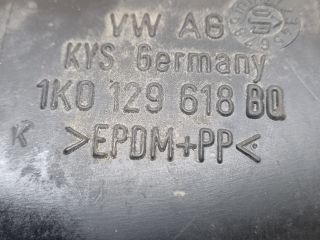 VW AG
KYS Germany
1K0 129 618 BQ
K >EPDM+PP<